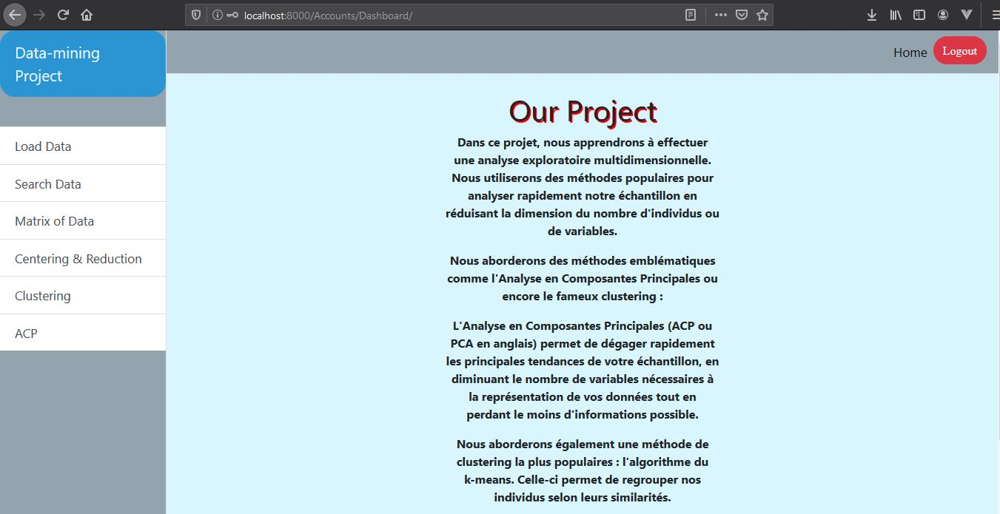 localhost:8000/Accounts/Dashboard/
Data-mining
Project
Home
Logout
Load Data
Search Data
Matrix of Data
Centering & Reduction
Clustering
ACP
Our Project
Dans ce projet, nous apprendrons à effectuer
une analyse exploratoire multidimensionnelle.
Nous utiliserons des méthodes populaires pour
analyser rapidement notre échantillon en
réduisant la dimension du nombre d'individus ou
de variables.
Nous aborderons des méthodes emblématiques
comme l'Analyse en Composantes Principales ou
encore le fameux clustering :
L'Analyse en Composantes Principales (ACP ou
PCA en anglais) permet de dégager rapidement
les principales tendances de votre échantillon, en
diminuant le nombre de variables nécessaires à
la représentation de vos données tout en
perdant le moins d'informations possible.
Nous aborderons également une méthode de
clustering la plus populaires : l'algorithme du
k-means. Celle-ci permet de regrouper nos
individus selon leurs similarités.